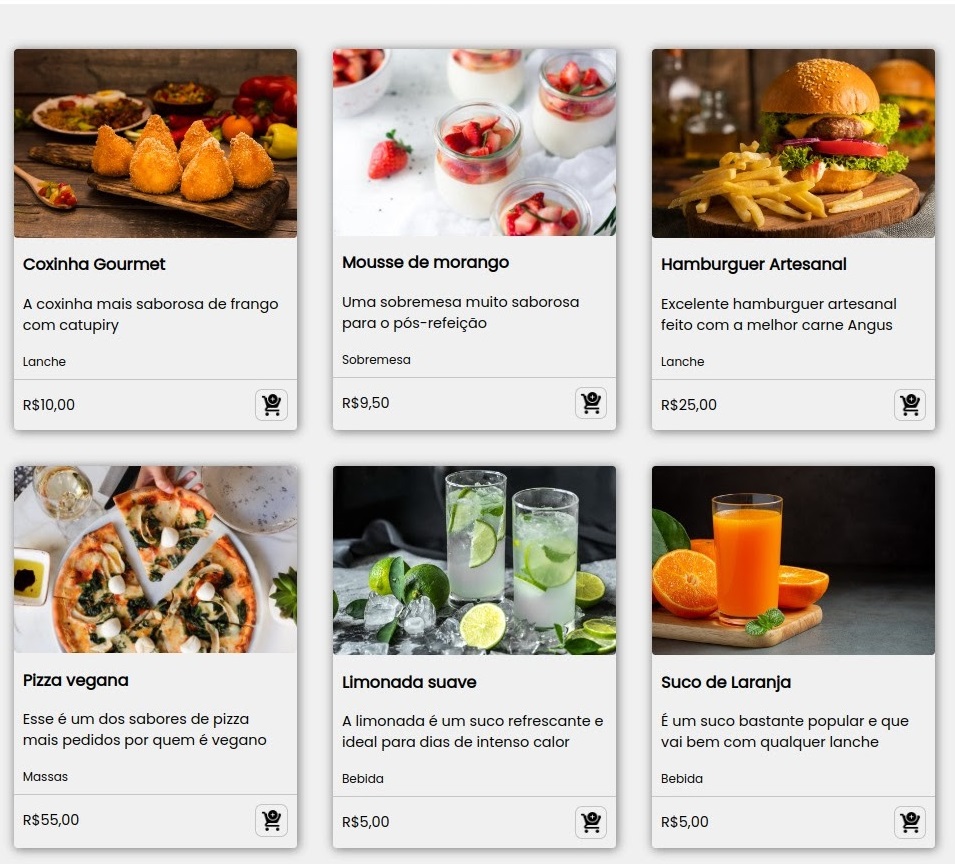 Coxinha Gourmet
A coxinha mais saborosa de frango
com catupiry
Lanche
R$10,00
Mousse de morango
Uma sobremesa muito saborosa
para o pós-refeição
Sobremesa
R$9,50
Hamburguer Artesanal
Excelente hamburguer artesanal
feito com a melhor carne Angus
Lanche
R$25,00
Pizza vegana
Esse é um dos sabores de pizza
mais pedidos por quem é vegano
Massas
R$55,00
Limonada suave
A limonada é um suco refrescante e
ideal para dias de intenso calor
Bebida
R$5,00
Suco de Laranja
É um suco bastante popular e que
vai bem com qualquer lanche
Bebida
R$5,00